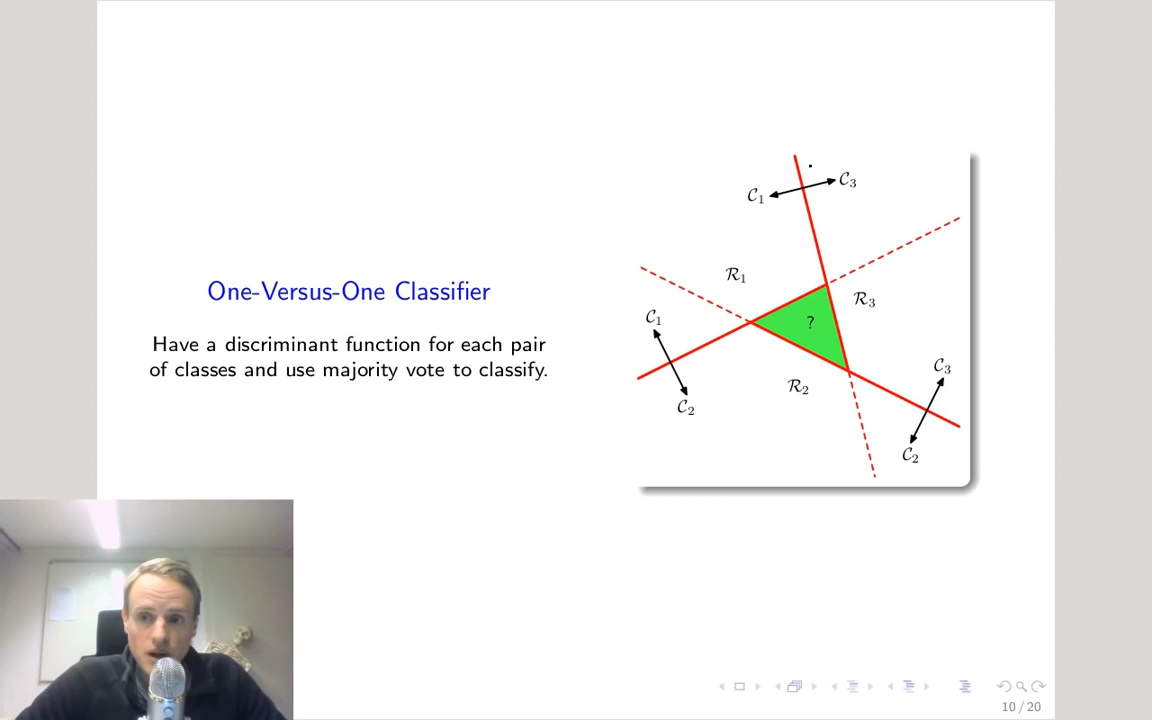 One-Versus-One Classifier
Have a discriminant function for each pair
of classes and use majority vote to classify.
𝒞₁
𝒞₃
ℛ₁
ℛ₃
𝒞₁
?
𝒞₃
ℛ₂
𝒞₂
𝒞₂
10 / 20